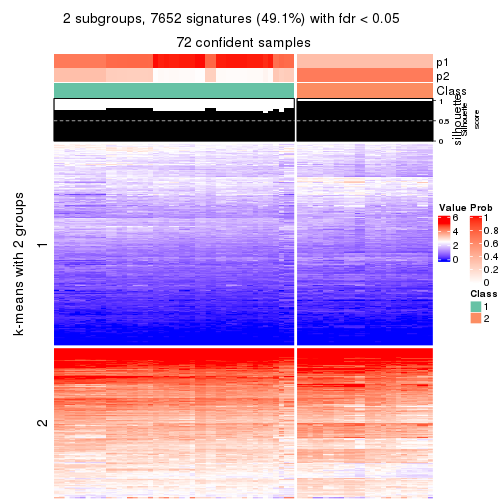 2 subgroups, 7652 signatures (49.1%) with fdr < 0.05
72 confident samples
p1
p2
Class
silhouette
Silhouette
score
1
0.5
0
k-means with 2 groups
1
2
Value
6
4
2
0
Prob
1
0.8
0.6
0.4
0.2
0
Class
1
2